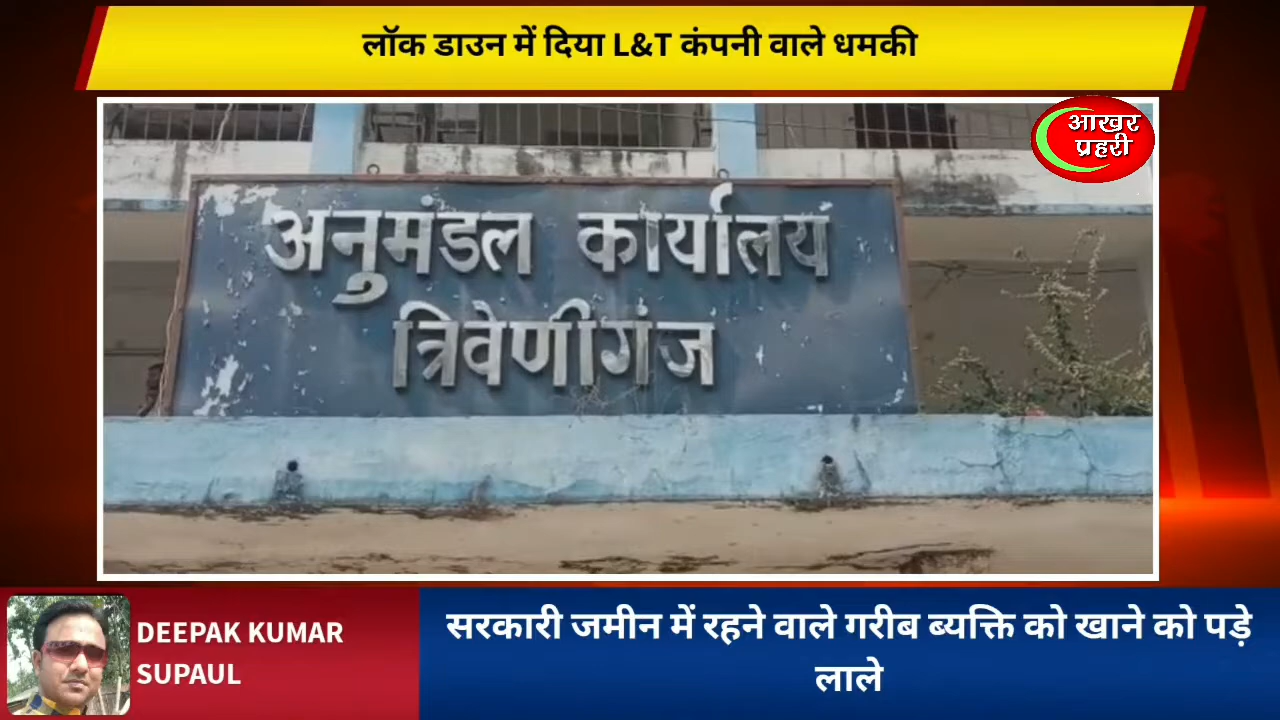 लॉक डाउन में दिया L&T कंपनी वाले धमकी
आखर
प्रहरी
अनुमंडल कार्यालय
त्रिवेणीगंज
DEEPAK KUMAR
SUPAUL
सरकारी जमीन में रहने वाले गरीब ब्यक्ति को खाने को पड़े
लाले